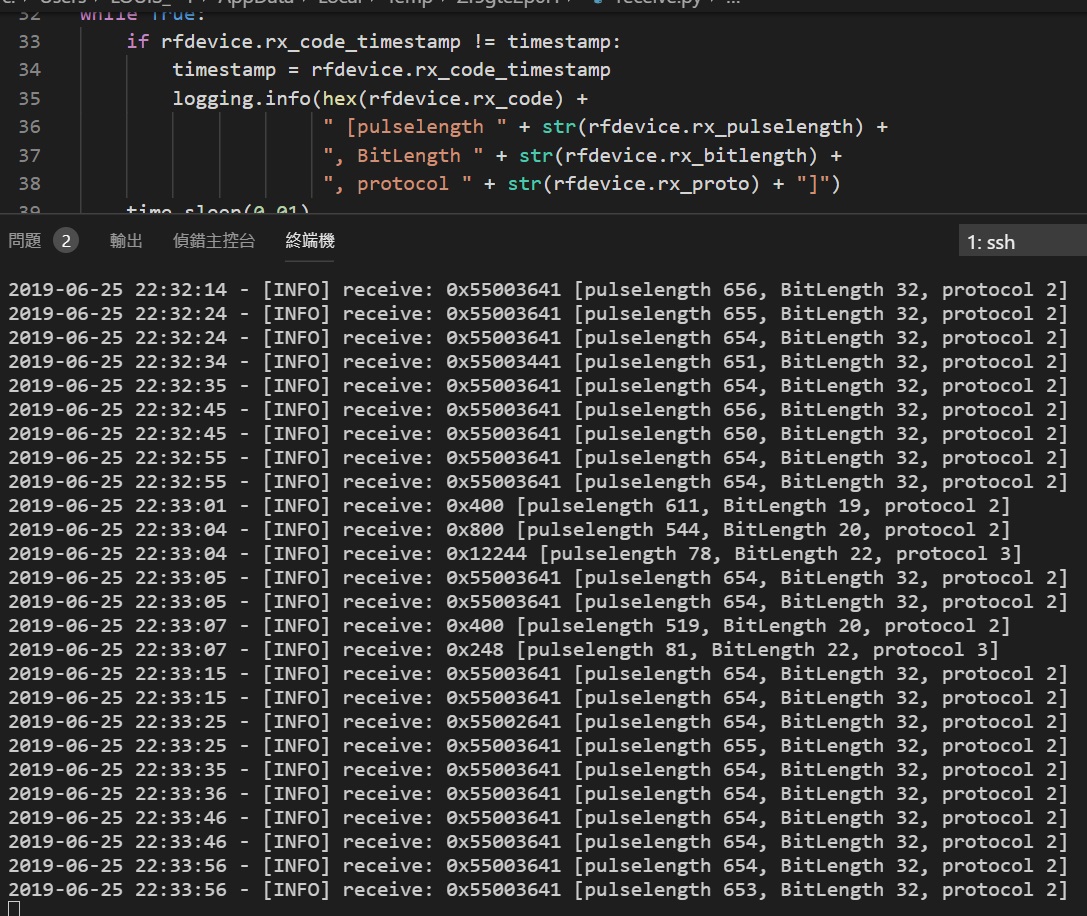 32 while True:
33 if rfdevice.rx_code_timestamp != timestamp:
34 timestamp = rfdevice.rx_code_timestamp
35 logging.info(hex(rfdevice.rx_code) +
36 " [pulselength " + str(rfdevice.rx_pulselength) +
37 ", BitLength " + str(rfdevice.rx_bitlength) +
38 ", protocol " + str(rfdevice.rx_proto) + "]")
39 time.sleep(0.01)
問題 2 輸出 偵錯主控台 終端機 1: ssh
2019-06-25 22:32:14 - [INFO] receive: 0x55003641 [pulselength 656, BitLength 32, protocol 2]
2019-06-25 22:32:24 - [INFO] receive: 0x55003641 [pulselength 655, BitLength 32, protocol 2]
2019-06-25 22:32:24 - [INFO] receive: 0x55003641 [pulselength 654, BitLength 32, protocol 2]
2019-06-25 22:32:34 - [INFO] receive: 0x55003441 [pulselength 651, BitLength 32, protocol 2]
2019-06-25 22:32:35 - [INFO] receive: 0x55003641 [pulselength 654, BitLength 32, protocol 2]
2019-06-25 22:32:45 - [INFO] receive: 0x55003641 [pulselength 656, BitLength 32, protocol 2]
2019-06-25 22:32:45 - [INFO] receive: 0x55003641 [pulselength 650, BitLength 32, protocol 2]
2019-06-25 22:32:55 - [INFO] receive: 0x55003641 [pulselength 654, BitLength 32, protocol 2]
2019-06-25 22:32:55 - [INFO] receive: 0x55003641 [pulselength 654, BitLength 32, protocol 2]
2019-06-25 22:33:01 - [INFO] receive: 0x400 [pulselength 611, BitLength 19, protocol 2]
2019-06-25 22:33:04 - [INFO] receive: 0x800 [pulselength 544, BitLength 20, protocol 2]
2019-06-25 22:33:04 - [INFO] receive: 0x12244 [pulselength 78, BitLength 22, protocol 3]
2019-06-25 22:33:05 - [INFO] receive: 0x55003641 [pulselength 654, BitLength 32, protocol 2]
2019-06-25 22:33:05 - [INFO] receive: 0x55003641 [pulselength 654, BitLength 32, protocol 2]
2019-06-25 22:33:07 - [INFO] receive: 0x400 [pulselength 519, BitLength 20, protocol 2]
2019-06-25 22:33:07 - [INFO] receive: 0x248 [pulselength 81, BitLength 22, protocol 3]
2019-06-25 22:33:15 - [INFO] receive: 0x55003641 [pulselength 654, BitLength 32, protocol 2]
2019-06-25 22:33:15 - [INFO] receive: 0x55003641 [pulselength 654, BitLength 32, protocol 2]
2019-06-25 22:33:25 - [INFO] receive: 0x55002641 [pulselength 654, BitLength 32, protocol 2]
2019-06-25 22:33:25 - [INFO] receive: 0x55003641 [pulselength 655, BitLength 32, protocol 2]
2019-06-25 22:33:35 - [INFO] receive: 0x55003641 [pulselength 654, BitLength 32, protocol 2]
2019-06-25 22:33:36 - [INFO] receive: 0x55003641 [pulselength 654, BitLength 32, protocol 2]
2019-06-25 22:33:46 - [INFO] receive: 0x55003641 [pulselength 654, BitLength 32, protocol 2]
2019-06-25 22:33:46 - [INFO] receive: 0x55003641 [pulselength 654, BitLength 32, protocol 2]
2019-06-25 22:33:56 - [INFO] receive: 0x55003641 [pulselength 654, BitLength 32, protocol 2]
2019-06-25 22:33:56 - [INFO] receive: 0x55003641 [pulselength 653, BitLength 32, protocol 2]